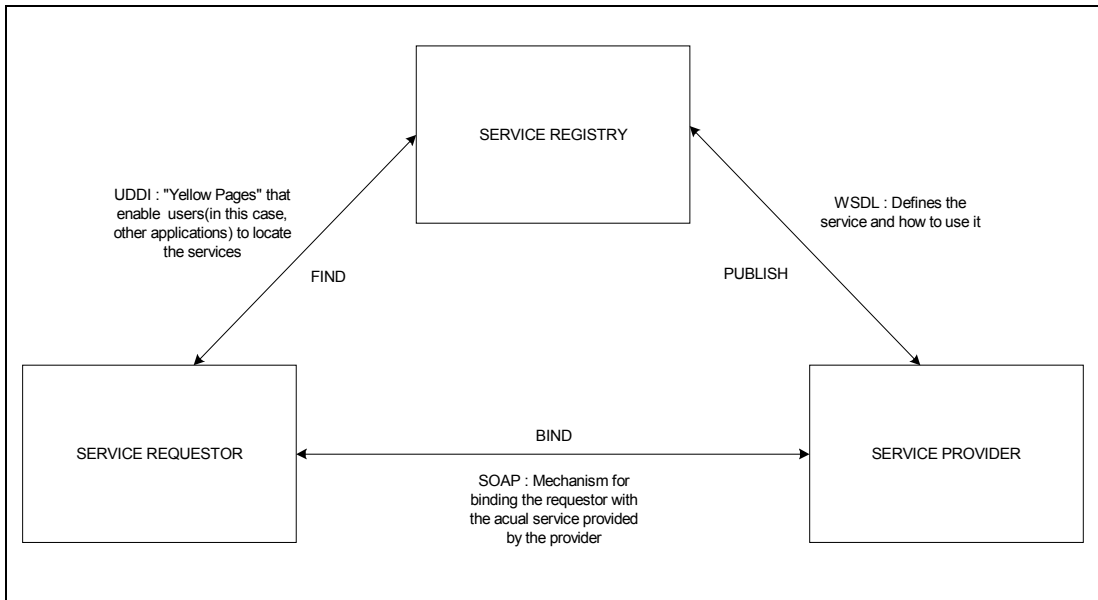 SERVICE REGISTRY
UDDI : "Yellow Pages" that
enable users(in this case,
other applications) to locate
the services
WSDL : Defines the
service and how to use it
FIND
PUBLISH
SERVICE REQUESTOR
BIND
SERVICE PROVIDER
SOAP : Mechanism for
binding the requestor with
the acual service provided
by the provider